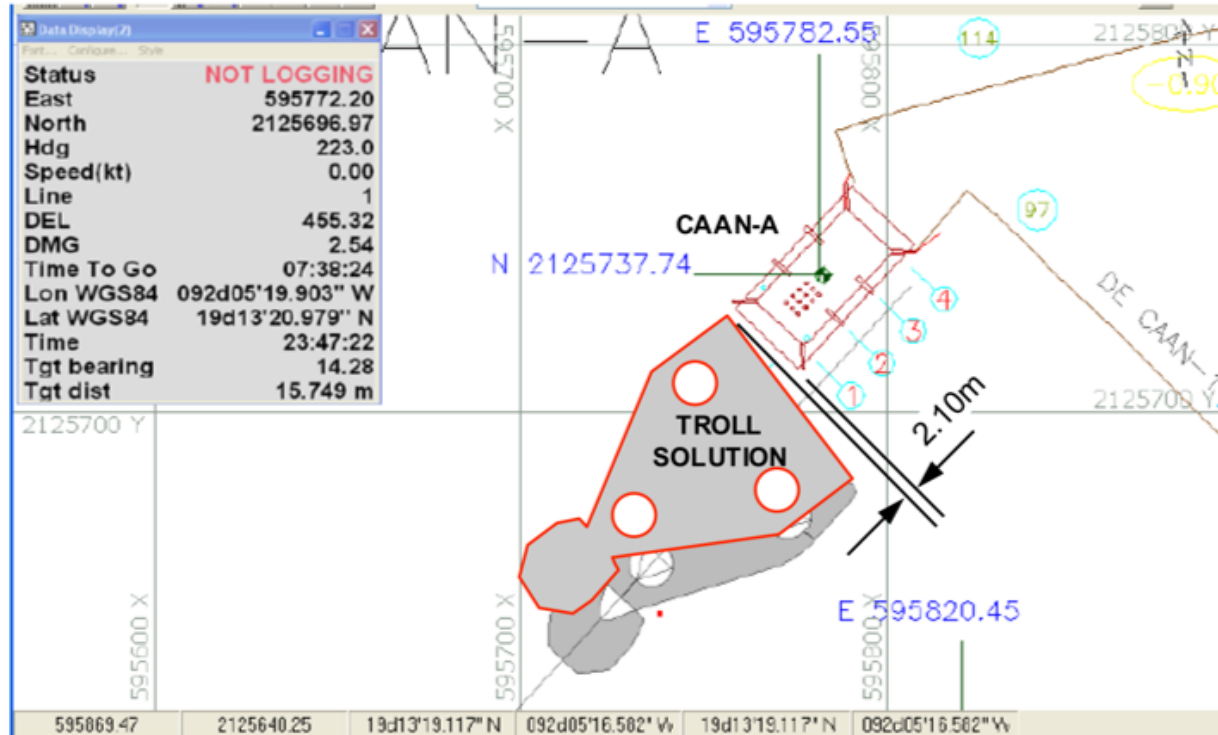 Data Display(2)
Port... Configure... Style
Status NOT LOGGING
East 595772.20
North 2125696.97
Hdg 223.0
Speed(kt) 0.00
Line 1
DEL 455.32
DMG 2.54
Time To Go 07:38:24
Lon WGS84 092d05'19.903" W
Lat WGS84 19d13'20.979" N
Time 23:47:22
Tgt bearing 14.28
Tgt dist 15.749 m
AAN-A
E 595782.55
595700 X
595800 X
114
2125800 Y
CAAN-A
97
N 2125737.74
4
3
2
1
DE CAAN-1
2125700 Y
2125700 Y
TROLL
SOLUTION
2.10m
E 595820.45
595600 X
595700 X
595800 X
595869.47 2125640.25 19d13'19.117" N 092d05'16.582" W 19d13'19.117" N 092d05'16.582" W